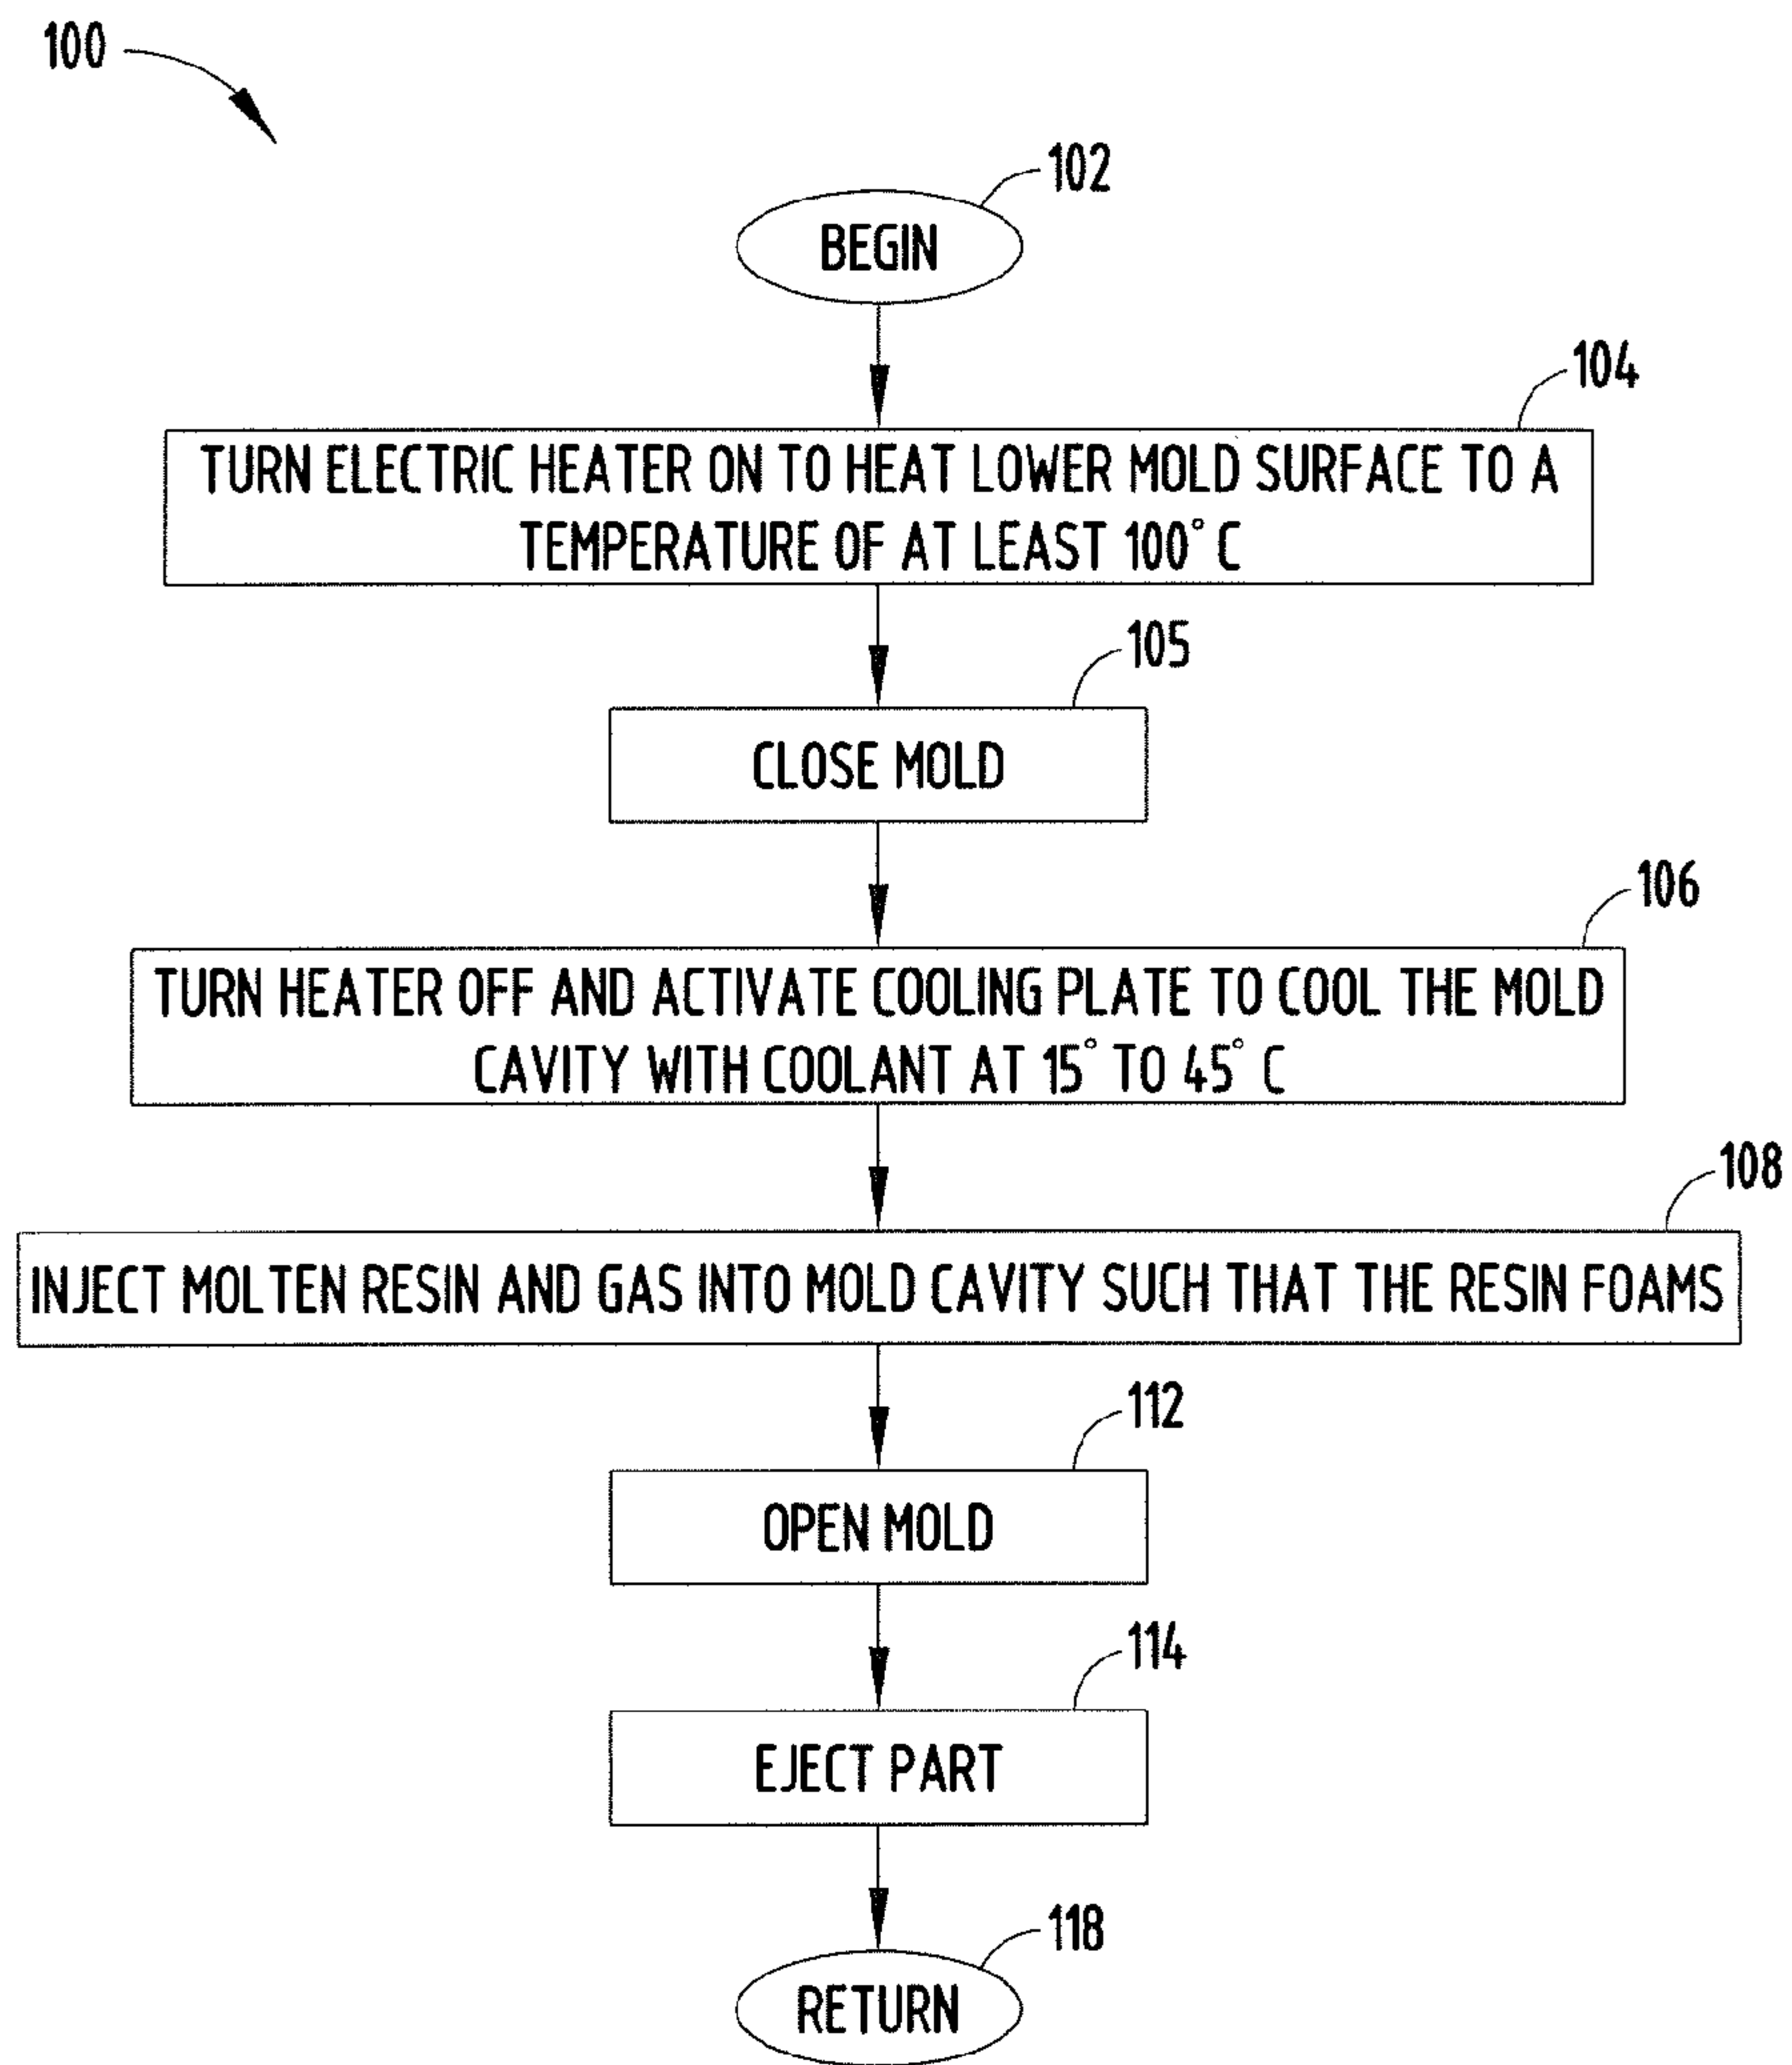 100
102
BEGIN
104
TURN ELECTRIC HEATER ON TO HEAT LOWER MOLD SURFACE TO A
TEMPERATURE OF AT LEAST 100° C
105
CLOSE MOLD
106
TURN HEATER OFF AND ACTIVATE COOLING PLATE TO COOL THE MOLD
CAVITY WITH COOLANT AT 15° TO 45° C
108
INJECT MOLTEN RESIN AND GAS INTO MOLD CAVITY SUCH THAT THE RESIN FOAMS
112
OPEN MOLD
114
EJECT PART
118
RETURN